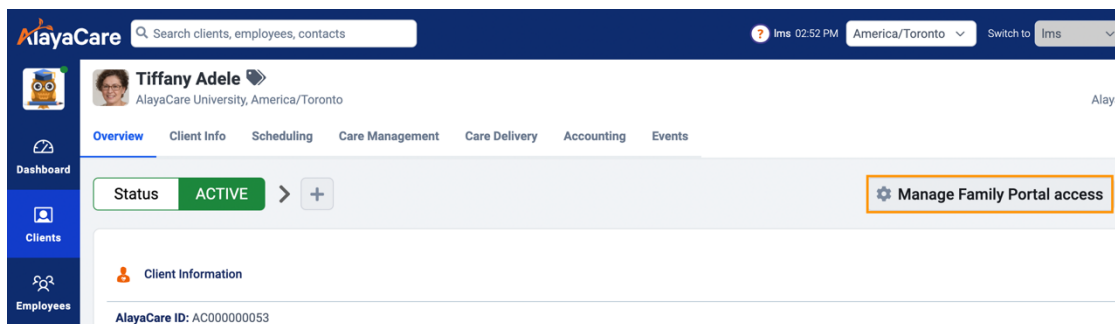 AlayaCare
Search clients, employees, contacts
? lms 02:52 PM
America/Toronto
Switch to
lms
Tiffany Adele
AlayaCare University, America/Toronto
Alay
Overview Client Info Scheduling Care Management Care Delivery Accounting Events
Dashboard
Status ACTIVE
Manage Family Portal access
Clients
Client Information
Employees
AlayaCare ID: AC000000053